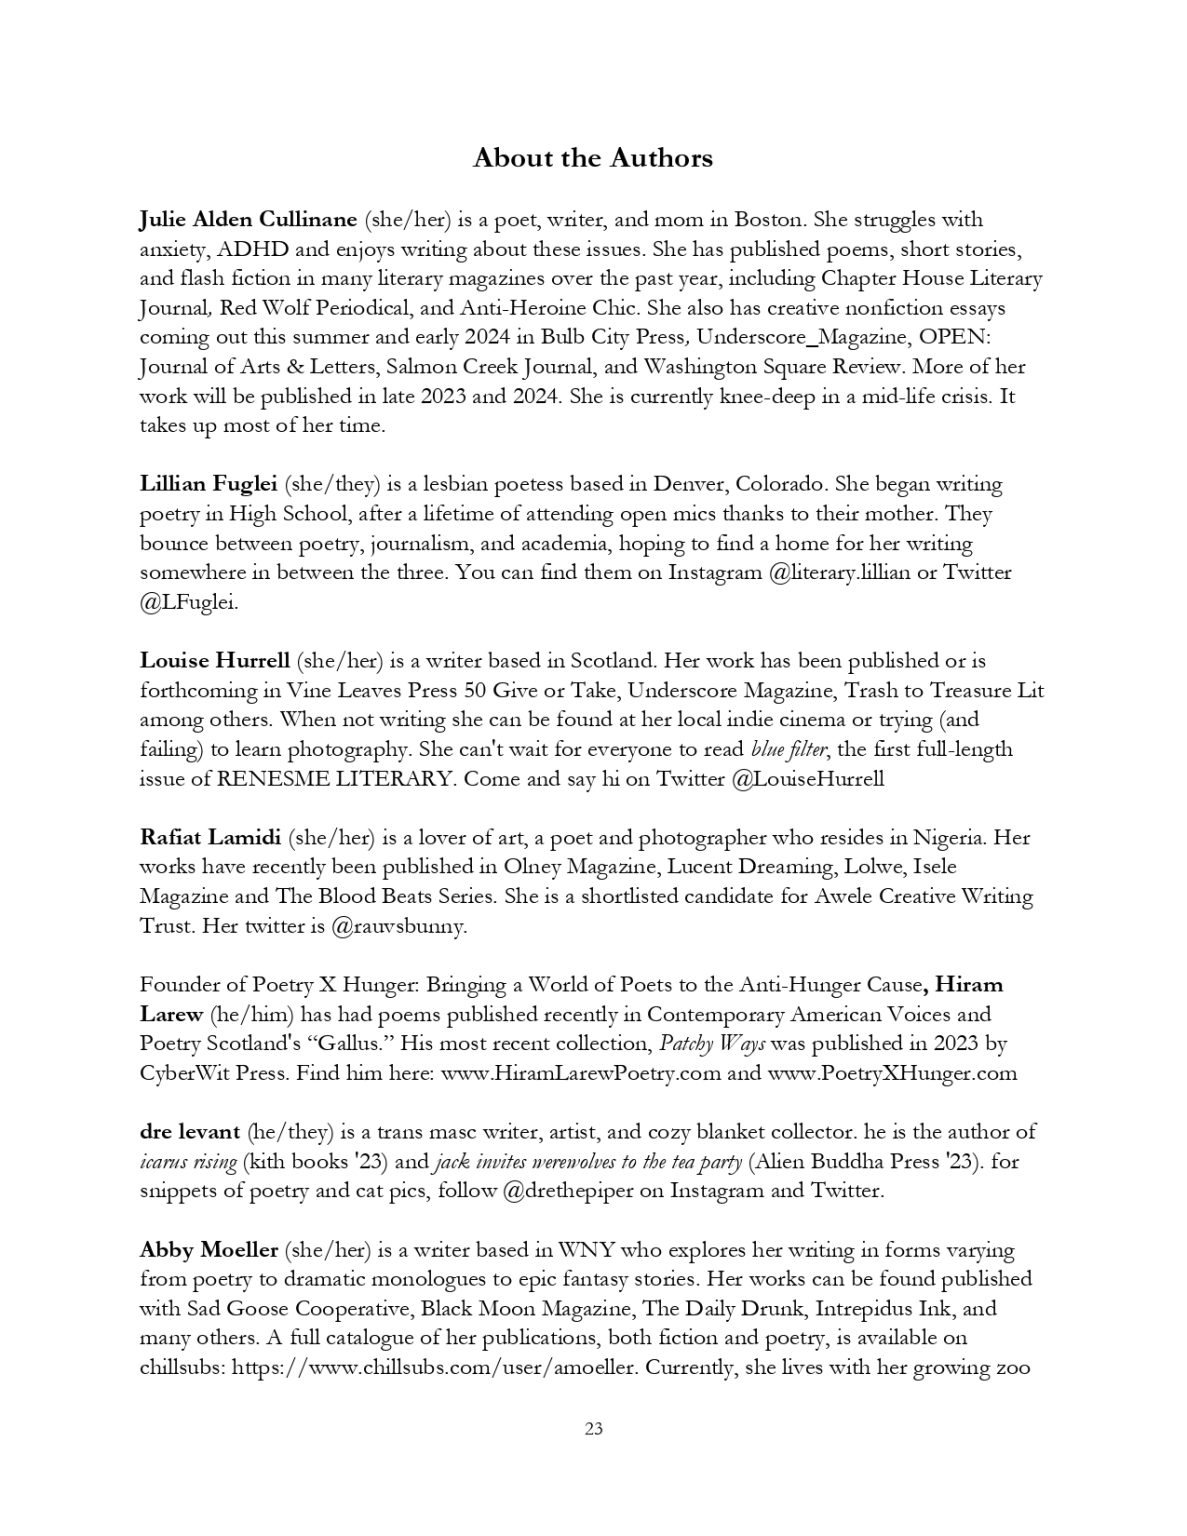 About the Authors
Julie Alden Cullinane (she/her) is a poet, writer, and mom in Boston. She struggles with
anxiety, ADHD and enjoys writing about these issues. She has published poems, short stories,
and flash fiction in many literary magazines over the past year, including Chapter House Literary
Journal, Red Wolf Periodical, and Anti-Heroine Chic. She also has creative nonfiction essays
coming out this summer and early 2024 in Bulb City Press, Underscore_Magazine, OPEN:
Journal of Arts & Letters, Salmon Creek Journal, and Washington Square Review. More of her
work will be published in late 2023 and 2024. She is currently knee-deep in a mid-life crisis. It
takes up most of her time.
Lillian Fuglei (she/they) is a lesbian poetess based in Denver, Colorado. She began writing
poetry in High School, after a lifetime of attending open mics thanks to their mother. They
bounce between poetry, journalism, and academia, hoping to find a home for her writing
somewhere in between the three. You can find them on Instagram @literary.lillian or Twitter
@LFuglei.
Louise Hurrell (she/her) is a writer based in Scotland. Her work has been published or is
forthcoming in Vine Leaves Press 50 Give or Take, Underscore Magazine, Trash to Treasure Lit
among others. When not writing she can be found at her local indie cinema or trying (and
failing) to learn photography. She can't wait for everyone to read blue filter, the first full-length
issue of RENESME LITERARY. Come and say hi on Twitter @LouiseHurrell
Rafiat Lamidi (she/her) is a lover of art, a poet and photographer who resides in Nigeria. Her
works have recently been published in Olney Magazine, Lucent Dreaming, Lolwe, Isele
Magazine and The Blood Beats Series. She is a shortlisted candidate for Awele Creative Writing
Trust. Her twitter is @rauvsbunny.
Founder of Poetry X Hunger: Bringing a World of Poets to the Anti-Hunger Cause, Hiram
Larew (he/him) has had poems published recently in Contemporary American Voices and
Poetry Scotland's “Gallus.” His most recent collection, Patchy Ways was published in 2023 by
CyberWit Press. Find him here: www.HiramLarewPoetry.com and www.PoetryXHunger.com
dre levant (he/they) is a trans masc writer, artist, and cozy blanket collector. he is the author of
icarus rising (kith books '23) and jack invites werewolves to the tea party (Alien Buddha Press '23). for
snippets of poetry and cat pics, follow @drethepiper on Instagram and Twitter.
Abby Moeller (she/her) is a writer based in WNY who explores her writing in forms varying
from poetry to dramatic monologues to epic fantasy stories. Her works can be found published
with Sad Goose Cooperative, Black Moon Magazine, The Daily Drunk, Intrepidus Ink, and
many others. A full catalogue of her publications, both fiction and poetry, is available on
chillsubs: https://www.chillsubs.com/user/amoeller. Currently, she lives with her growing zoo
23